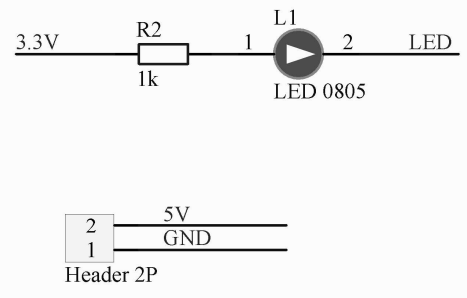 3.3V R2 1k 1 L1 2 LED
LED 0805
2 5V
1 GND
Header 2P